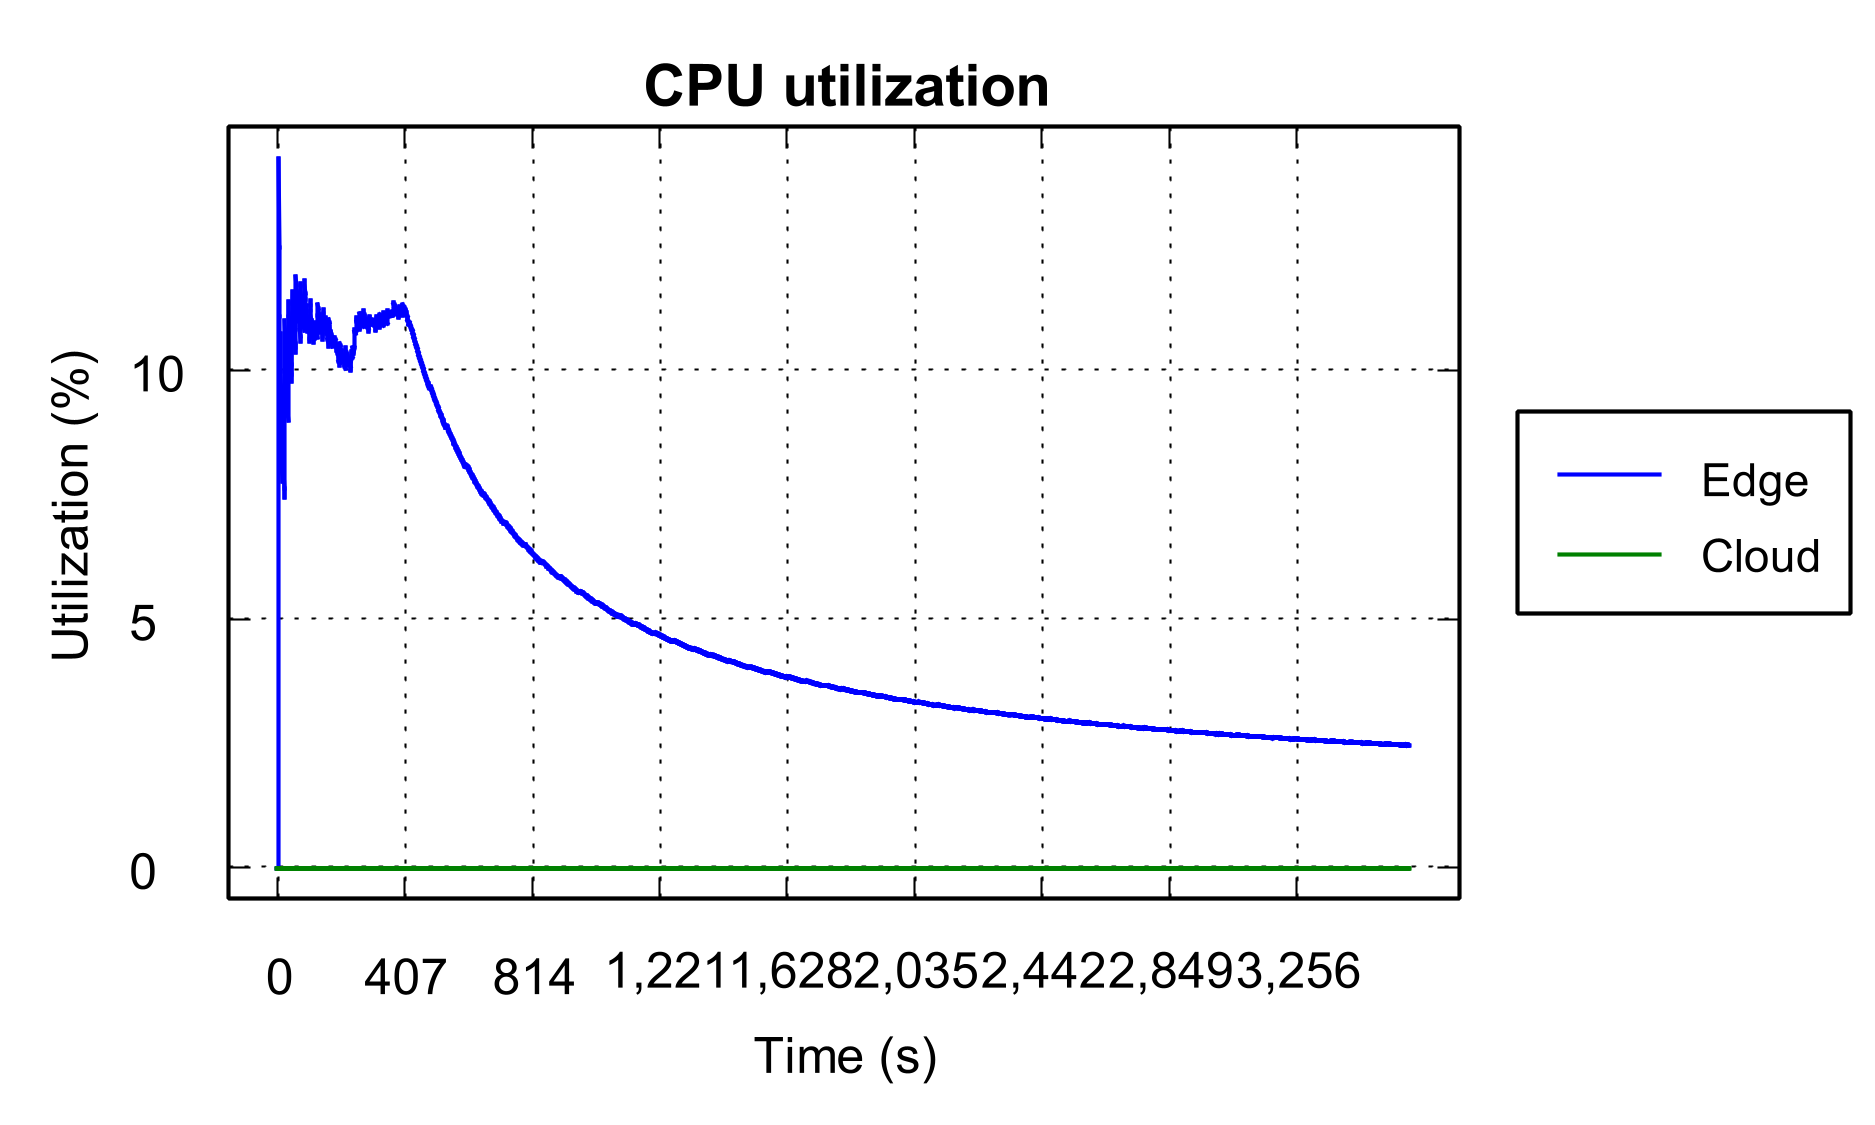 CPU utilization
Utilization (%)
10
5
0
0 407 814 1,2211,6282,0352,4422,8493,256
Time (s)
Edge
Cloud